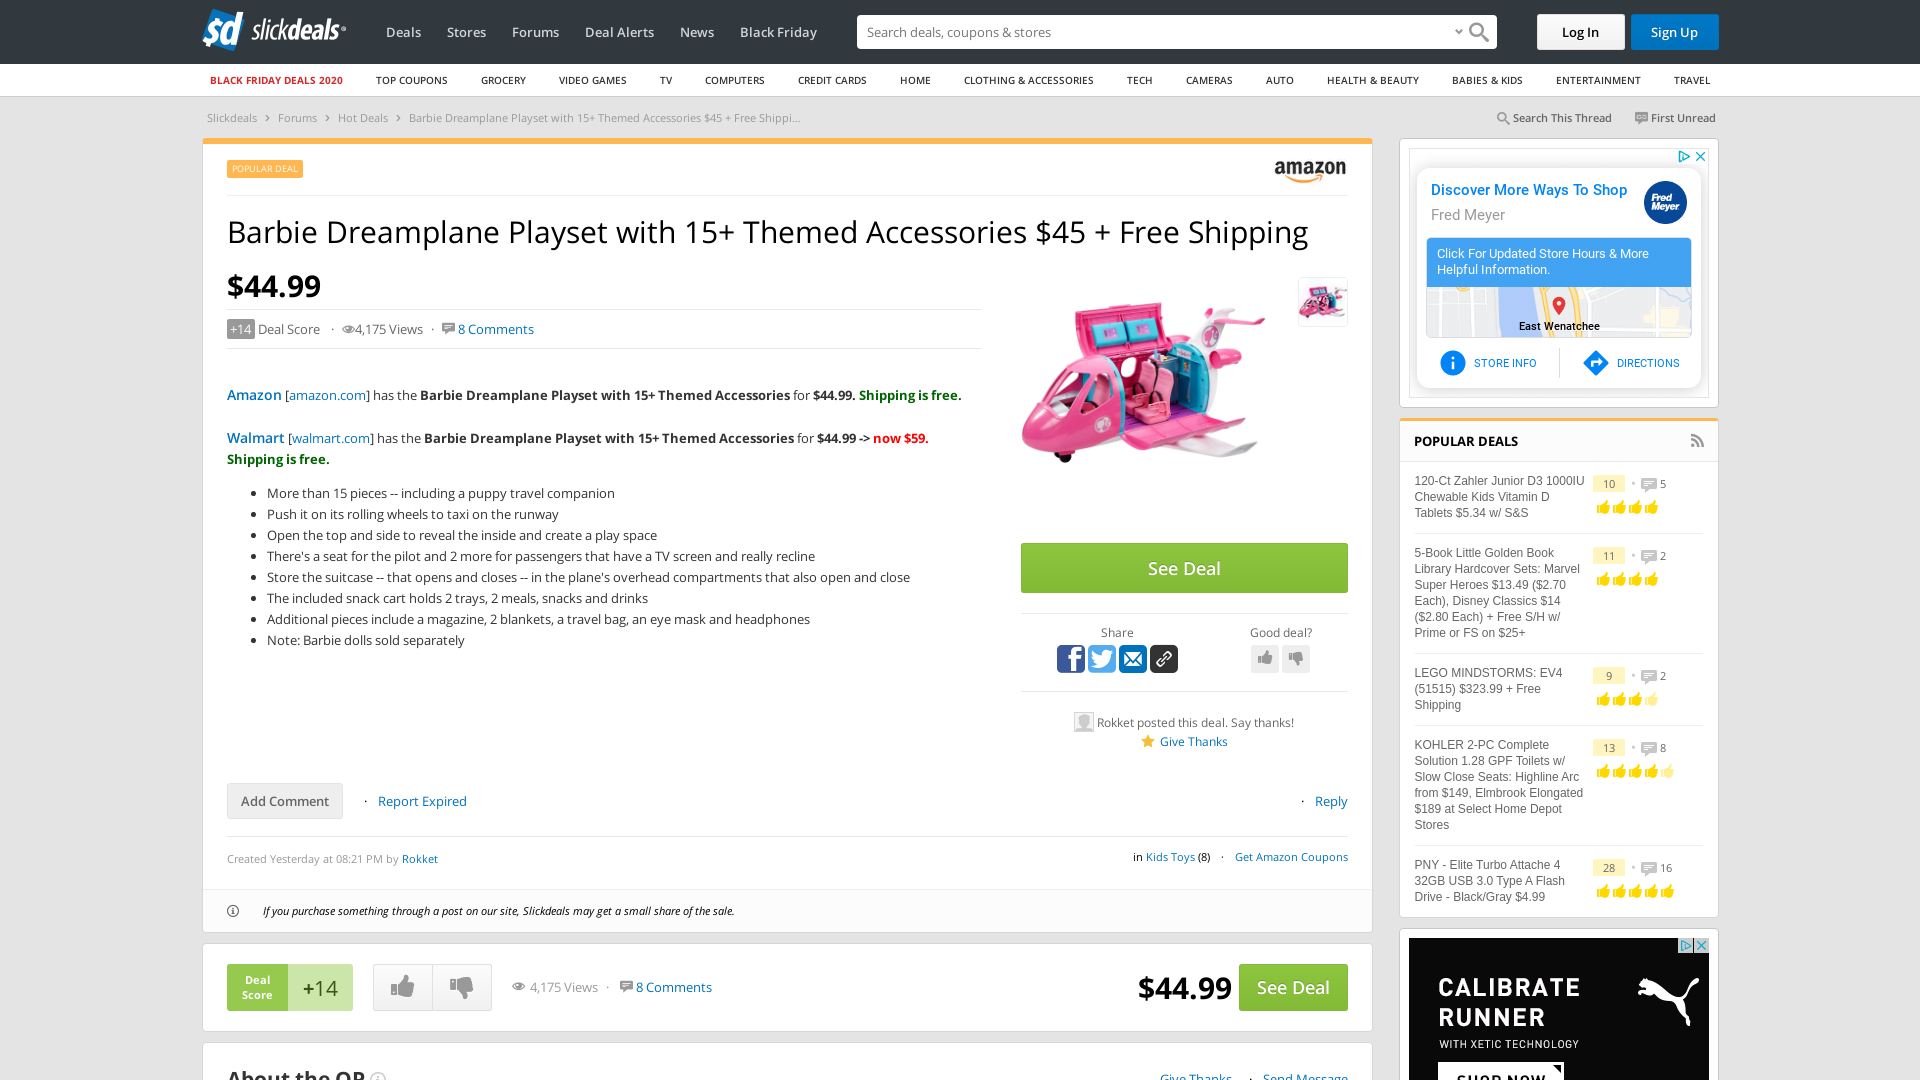 sd slickdeals
Deals
Stores
Forums
Deal Alerts
News
Black Friday
Search deals, coupons & stores
Log In
Sign Up
BLACK FRIDAY DEALS 2020
TOP COUPONS
GROCERY
VIDEO GAMES
TV
COMPUTERS
CREDIT CARDS
HOME
CLOTHING & ACCESSORIES
TECH
CAMERAS
AUTO
HEALTH & BEAUTY
BABIES & KIDS
ENTERTAINMENT
TRAVEL
Slickdeals › Forums › Hot Deals › Barbie Dreamplane Playset with 15+ Themed Accessories $45 + Free Shippi...
Search This Thread
First Unread
POPULAR DEAL
amazon
Barbie Dreamplane Playset with 15+ Themed Accessories $45 + Free Shipping
$44.99
+14 Deal Score · 4,175 Views · 8 Comments
Amazon [amazon.com] has the Barbie Dreamplane Playset with 15+ Themed Accessories for $44.99. Shipping is free.
Walmart [walmart.com] has the Barbie Dreamplane Playset with 15+ Themed Accessories for $44.99 -> now $59.
Shipping is free.
• More than 15 pieces -- including a puppy travel companion
• Push it on its rolling wheels to taxi on the runway
• Open the top and side to reveal the inside and create a play space
• There's a seat for the pilot and 2 more for passengers that have a TV screen and really recline
• Store the suitcase -- that opens and closes -- in the plane's overhead compartments that also open and close
• The included snack cart holds 2 trays, 2 meals, snacks and drinks
• Additional pieces include a magazine, 2 blankets, a travel bag, an eye mask and headphones
• Note: Barbie dolls sold separately
See Deal
Share
Good deal?
Rokket posted this deal. Say thanks!
Give Thanks
Add Comment
· Report Expired
· Reply
Created Yesterday at 08:21 PM by Rokket
in Kids Toys (8) · Get Amazon Coupons
If you purchase something through a post on our site, Slickdeals may get a small share of the sale.
Deal
Score
+14
4,175 Views · 8 Comments
$44.99
See Deal
About the OP
Give Thanks · Send Message
Discover More Ways To Shop
Fred Meyer
Fred
Meyer
Click For Updated Store Hours & More
Helpful Information.
East Wenatchee
STORE INFO
DIRECTIONS
POPULAR DEALS
120-Ct Zahler Junior D3 1000IU
Chewable Kids Vitamin D
Tablets $5.34 w/ S&S
10 • 5
5-Book Little Golden Book
Library Hardcover Sets: Marvel
Super Heroes $13.49 ($2.70
Each), Disney Classics $14
($2.80 Each) + Free S/H w/
Prime or FS on $25+
11 • 2
LEGO MINDSTORMS: EV4
(51515) $323.99 + Free
Shipping
9 • 2
KOHLER 2-PC Complete
Solution 1.28 GPF Toilets w/
Slow Close Seats: Highline Arc
from $149, Elmbrook Elongated
$189 at Select Home Depot
Stores
13 • 8
PNY - Elite Turbo Attache 4
32GB USB 3.0 Type A Flash
Drive - Black/Gray $4.99
28 • 16
CALIBRATE
RUNNER
WITH XETIC TECHNOLOGY
SHOP NOW